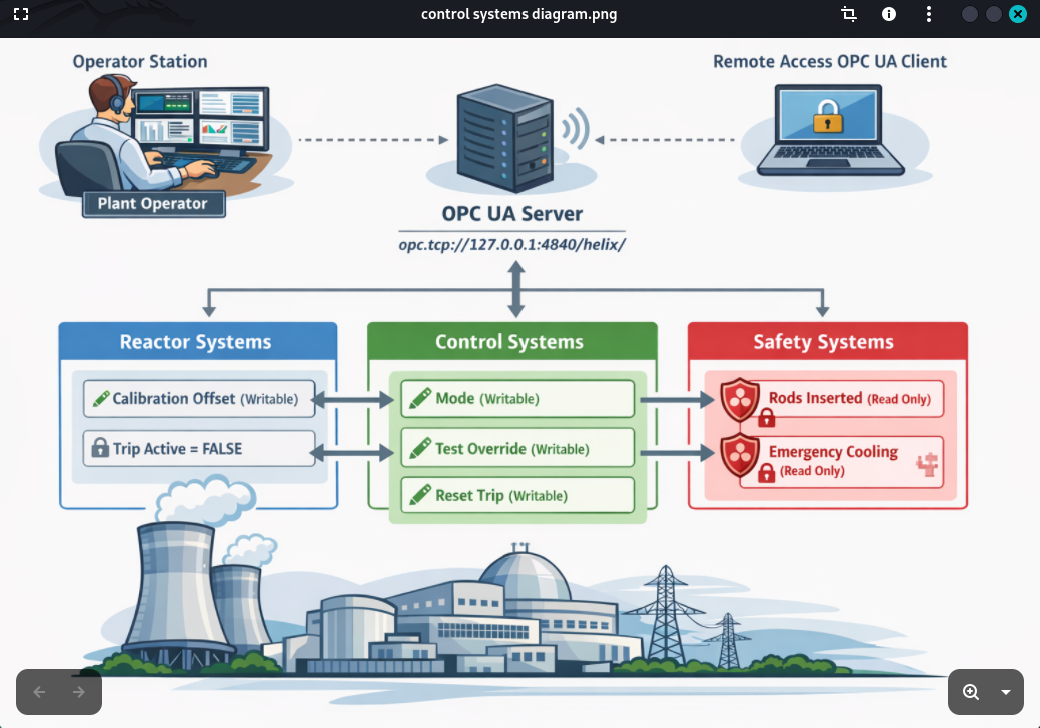 control systems diagram.png
Operator Station
Remote Access OPC UA Client
Plant Operator
OPC UA Server
opc.tcp://127.0.0.1:4840/helix/
Reactor Systems
Calibration Offset (Writable)
Trip Active = FALSE
Control Systems
Mode (Writable)
Test Override (Writable)
Reset Trip (Writable)
Safety Systems
Rods Inserted (Read Only)
Emergency Cooling
(Read Only)